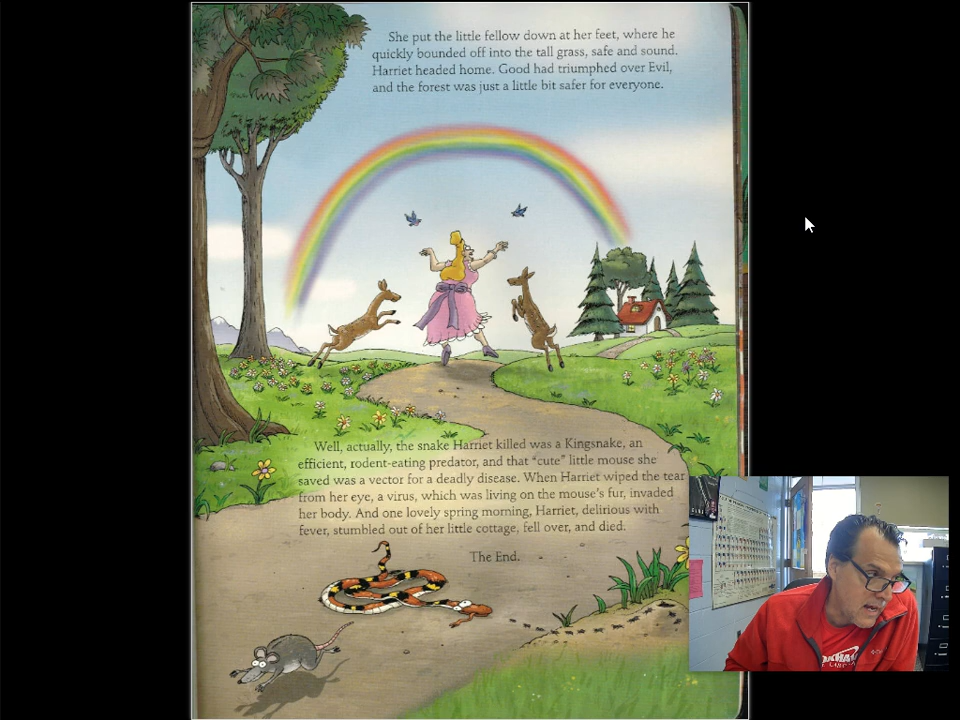 She put the little fellow down at her feet, where he
quickly bounded off into the tall grass, safe and sound.
Harriet headed home. Good had triumphed over Evil,
and the forest was just a little bit safer for everyone.
Well, actually, the snake Harriet killed was a Kingsnake, an
efficient, rodent-eating predator, and that "cute" little mouse she
saved was a vector for a deadly disease. When Harriet wiped the tear
from her eye, a virus, which was living on the mouse's fur, invaded
her body. And one lovely spring morning, Harriet, delirious with
fever, stumbled out of her little cottage, fell over, and died.
The End.